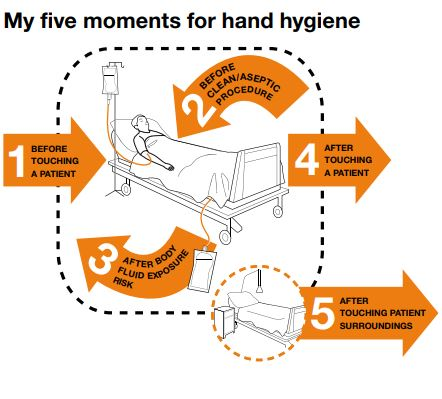 My five moments for hand hygiene
1
BEFORE
TOUCHING
A PATIENT
2
BEFORE
CLEAN/ASEPTIC
PROCEDURE
3
AFTER BODY
FLUID EXPOSURE
RISK
4
AFTER
TOUCHING
A PATIENT
5
AFTER
TOUCHING PATIENT
SURROUNDINGS